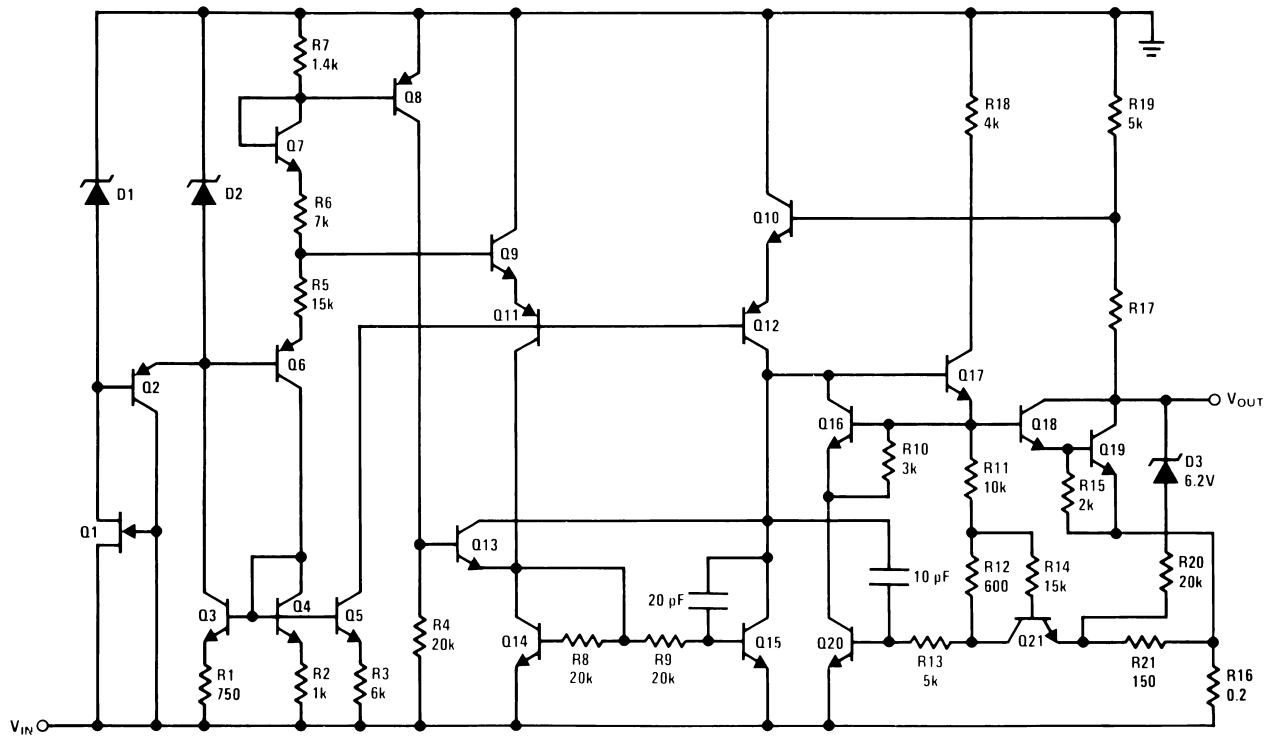 R7
1.4k
Q8
R18
4k
R19
5k
Q7
D1
D2
R6
7k
Q10
Q9
R5
15k
R17
Q11
Q12
Q2
Q6
Q17
VOUT
Q16
Q18
R10
3k
Q19
D3
6.2V
R11
10k
R15
2k
Q1
Q13
10 pF
R12
600
R14
15k
R20
20k
20 pF
Q3
Q4
Q5
R4
20k
Q14
R8
20k
R9
20k
Q15
Q20
R13
5k
Q21
R21
150
R1
750
R2
1k
R3
6k
R16
0.2
VIN